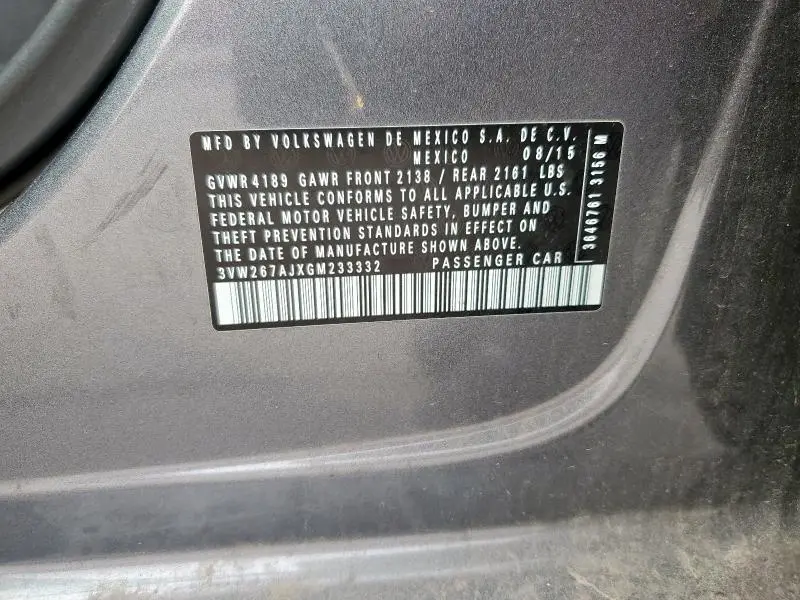 MFD BY VOLKSWAGEN DE MEXICO S.A. DE C.V.
MEXICO 08/15
GVWR 4189 GAWR FRONT 2138 / REAR 2161 LBS
THIS VEHICLE CONFORMS TO ALL APPLICABLE U.S.
FEDERAL MOTOR VEHICLE SAFETY, BUMPER AND
THEFT PREVENTION STANDARDS IN EFFECT ON
THE DATE OF MANUFACTURE SHOWN ABOVE.
3VW267AJXGM233332 PASSENGER CAR
3046761 3156 M